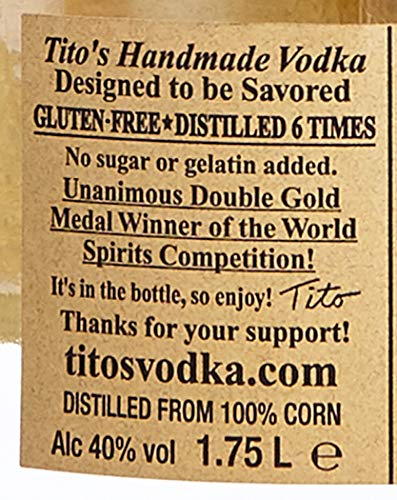 Tito's Handmade Vodka
Designed to be Savored
GLUTEN-FREE★DISTILLED 6 TIMES
No sugar or gelatin added.
Unanimous Double Gold
Medal Winner of the World
Spirits Competition!
It's in the bottle, so enjoy! Tito
Thanks for your support!
titosvodka.com
DISTILLED FROM 100% CORN
Alc 40% vol 1.75 L ℮